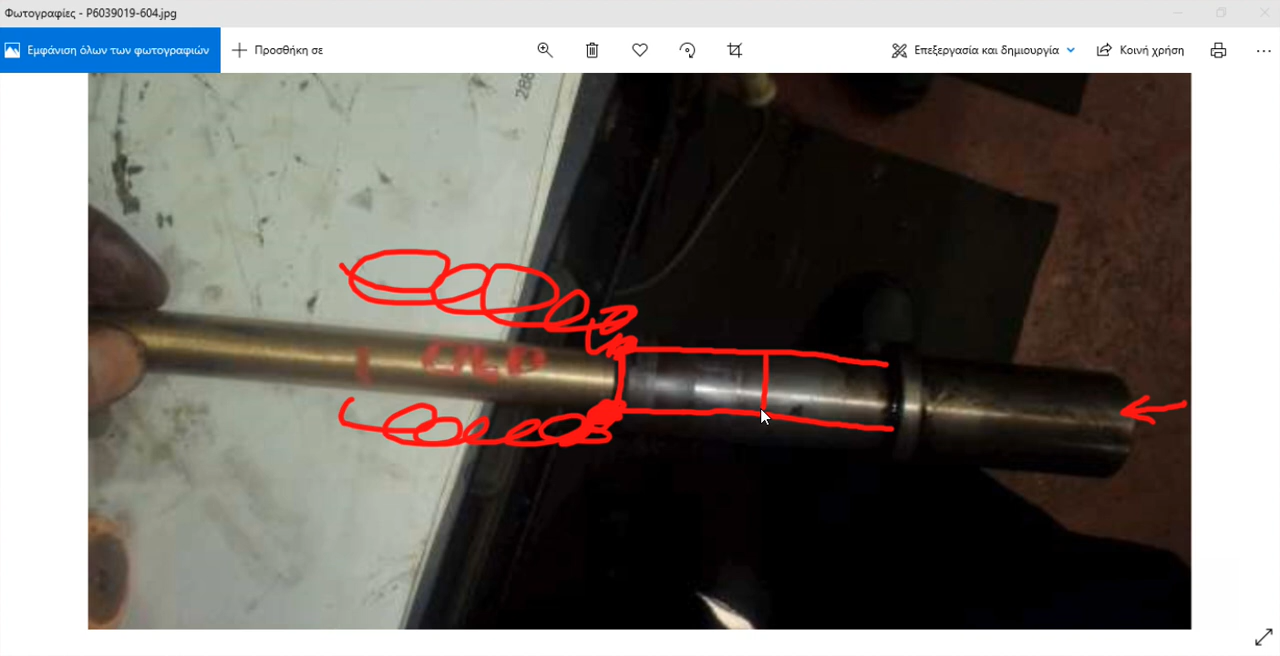 Φωτογραφίες - P6039019-604.jpg
Εμφάνιση όλων των φωτογραφιών
Προσθήκη σε
Επεξεργασία και δημιουργία
Κοινή χρήση